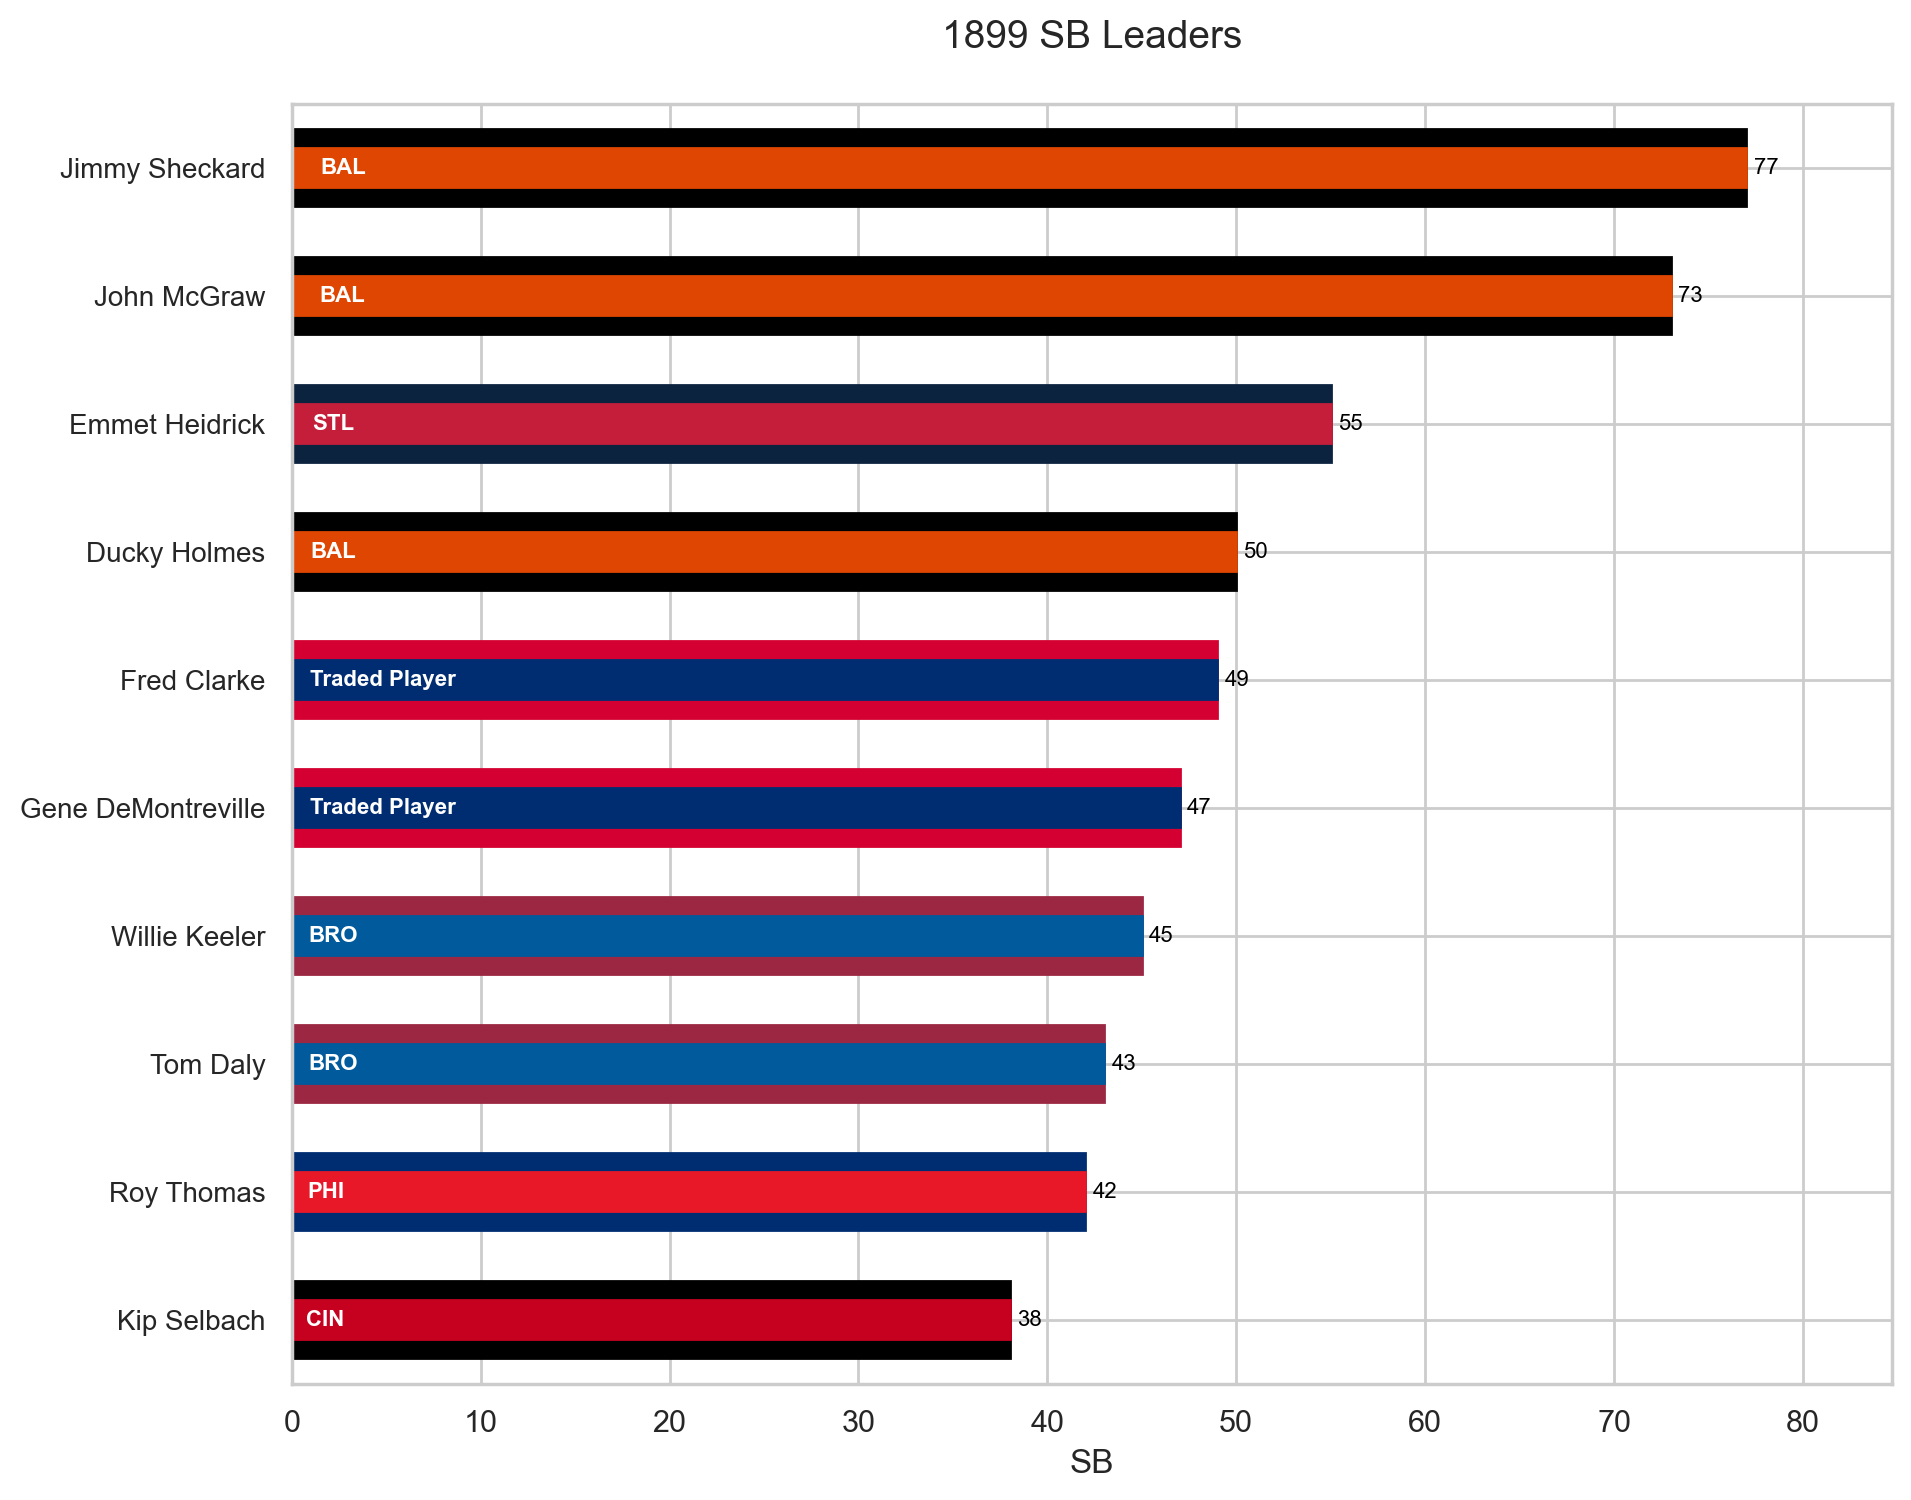 1899 SB Leaders
Jimmy Sheckard BAL 77
John McGraw BAL 73
Emmet Heidrick STL 55
Ducky Holmes BAL 50
Fred Clarke Traded Player 49
Gene DeMontreville Traded Player 47
Willie Keeler BRO 45
Tom Daly BRO 43
Roy Thomas PHI 42
Kip Selbach CIN 38
0 10 20 30 40 50 60 70 80
SB